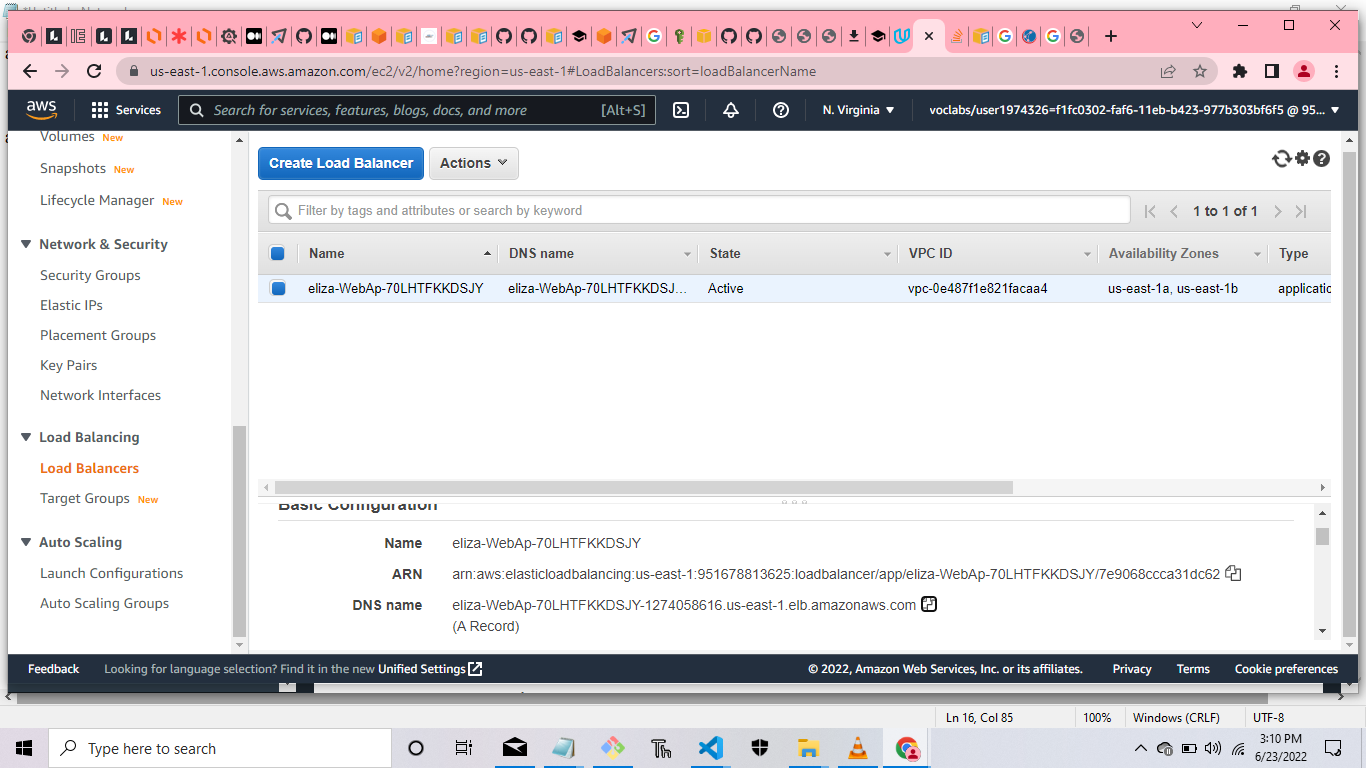 us-east-1.console.aws.amazon.com/ec2/v2/home?region=us-east-1#LoadBalancers:sort=loadBalancerName
aws
Services
Search for services, features, blogs, docs, and more
[Alt+S]
N. Virginia
voclabs/user1974326=f1fc0302-faf6-11eb-b423-977b303bf6f5 @ 95...
Volumes New
Snapshots New
Lifecycle Manager New
Network & Security
Security Groups
Elastic IPs
Placement Groups
Key Pairs
Network Interfaces
Load Balancing
Load Balancers
Target Groups New
Auto Scaling
Launch Configurations
Auto Scaling Groups
Create Load Balancer
Actions
Filter by tags and attributes or search by keyword
1 to 1 of 1
Name DNS name State VPC ID Availability Zones Type
eliza-WebAp-70LHTFKKDSJY eliza-WebAp-70LHTFKKDSJ... Active vpc-0e487f1e821facaa4 us-east-1a, us-east-1b applicatio
Basic Configuration
Name eliza-WebAp-70LHTFKKDSJY
ARN arn:aws:elasticloadbalancing:us-east-1:951678813625:loadbalancer/app/eliza-WebAp-70LHTFKKDSJY/7e9068ccca31dc62
DNS name eliza-WebAp-70LHTFKKDSJY-1274058616.us-east-1.elb.amazonaws.com
(A Record)
Feedback
Looking for language selection? Find it in the new Unified Settings
© 2022, Amazon Web Services, Inc. or its affiliates.
Privacy
Terms
Cookie preferences
Ln 16, Col 85
100%
Windows (CRLF)
UTF-8
Type here to search
3:10 PM
6/23/2022